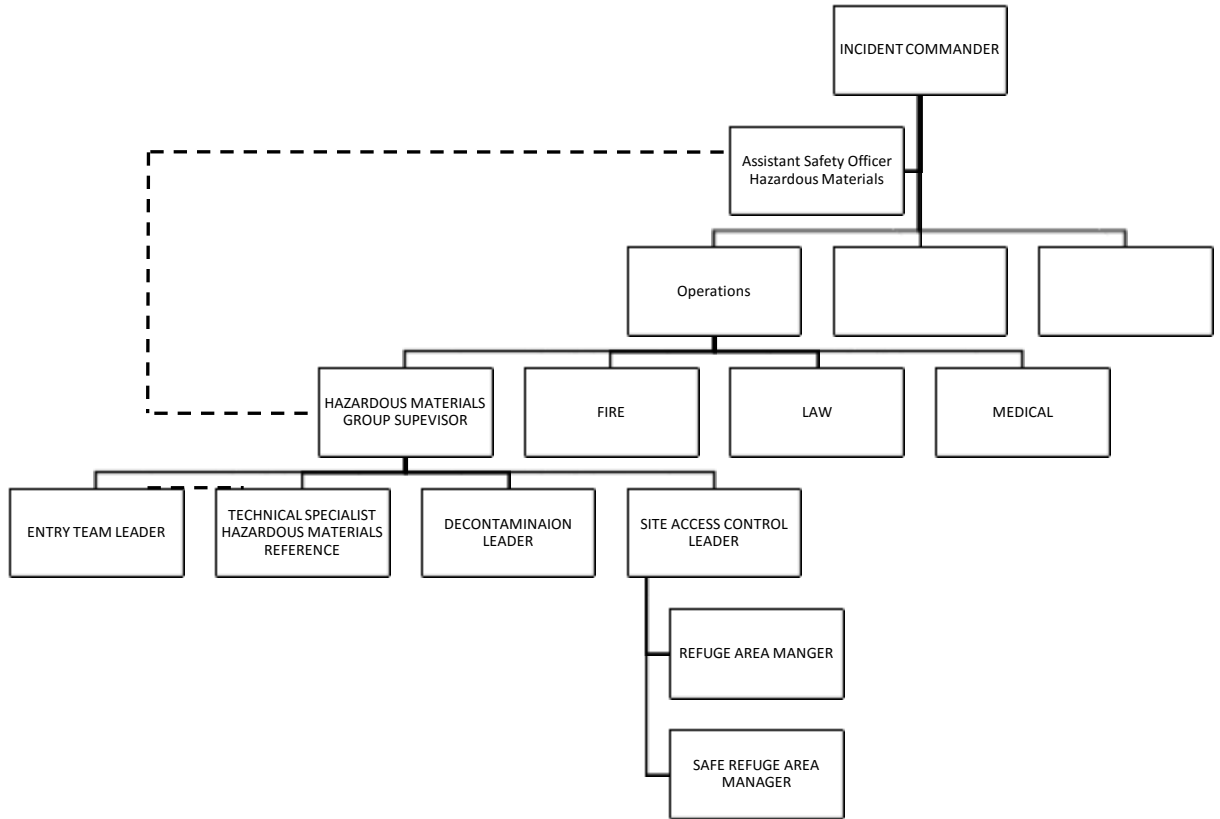 INCIDENT COMMANDER
Assistant Safety Officer
Hazardous Materials
Operations
HAZARDOUS MATERIALS
GROUP SUPEVISOR
FIRE
LAW
MEDICAL
ENTRY TEAM LEADER
TECHNICAL SPECIALIST
HAZARDOUS MATERIALS
REFERENCE
DECONTAMINAION
LEADER
SITE ACCESS CONTROL
LEADER
REFUGE AREA MANGER
SAFE REFUGE AREA
MANAGER